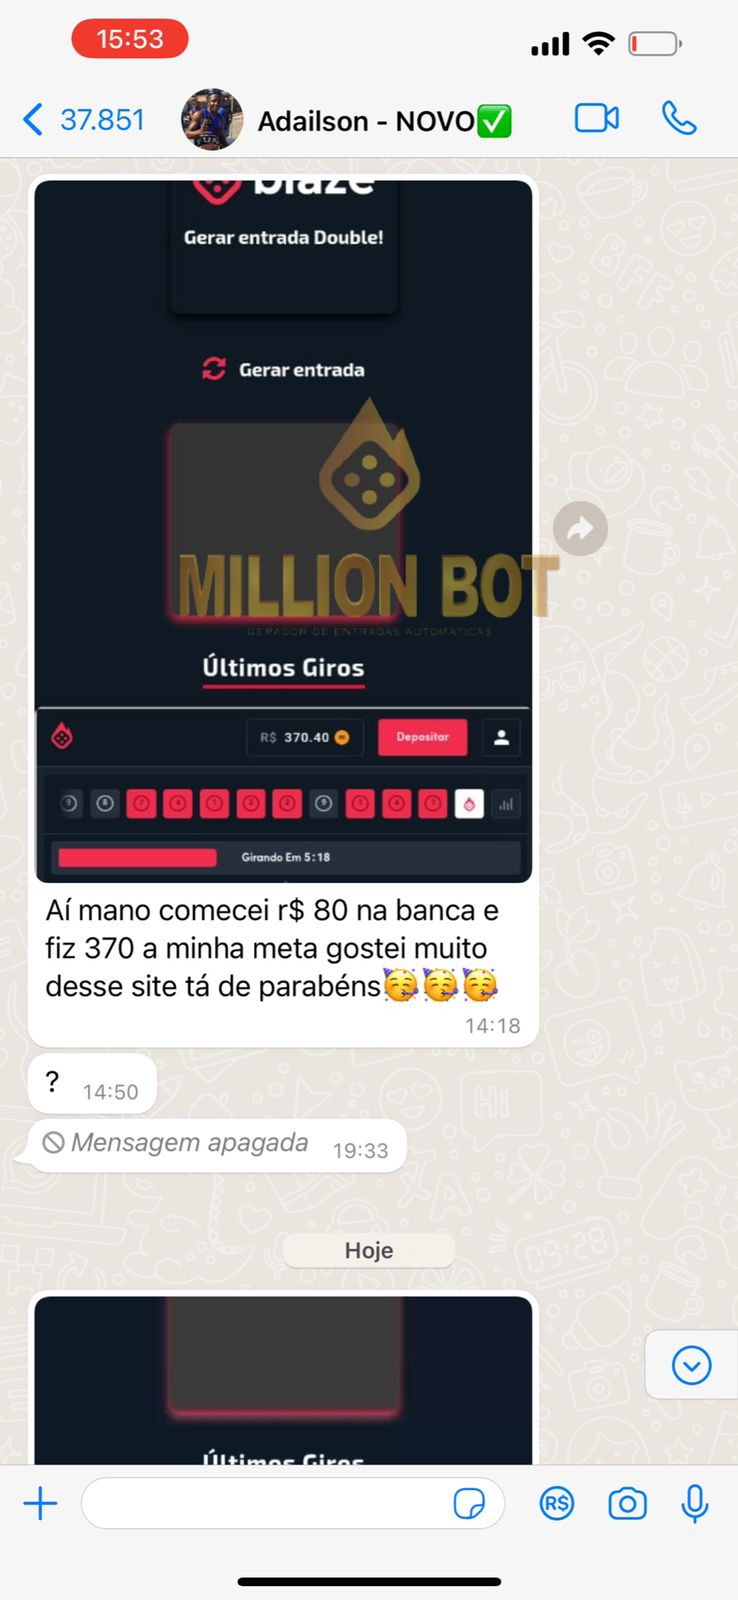 15:53
37.851
Adailson - NOVO✅
blaze
Gerar entrada Double!
Gerar entrada
MILLION BOT
GERADOR DE ENTRADAS AUTOMÁTICAS
Últimos Giros
R$ 370.40
Depositar
Girando Em 5:18
Aí mano comecei r$ 80 na banca e
fiz 370 a minha meta gostei muito
desse site tá de parabéns🥳🥳🥳
14:18
? 14:50
Mensagem apagada 19:33
Hoje
Últimos Giros
R$